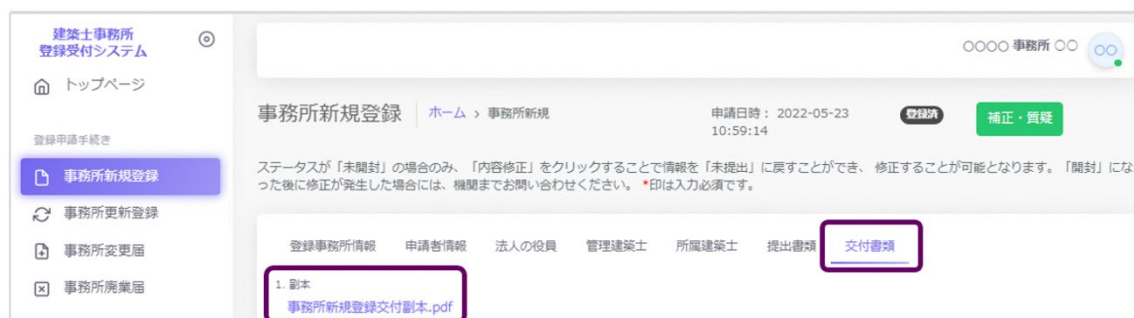 建築士事務所
登録受付システム
トップページ
登録申請手続き
事務所新規登録
事務所更新登録
事務所変更届
事務所廃業届
〇〇〇〇 事務所 〇〇
〇〇
事務所新規登録 ホーム > 事務所新規
申請日時： 2022-05-23
10:59:14
登録済
補正・質疑
ステータスが「未開封」の場合のみ、「内容修正」をクリックすることで情報を「未提出」に戻すことができ、 修正することが可能となります。「開封」にな
った後に修正が発生した場合には、機関までお問い合わせください。 *印は入力必須です。
登録事務所情報 申請者情報 法人の役員 管理建築士 所属建築士 提出書類 交付書類
1. 副本
事務所新規登録交付副本.pdf